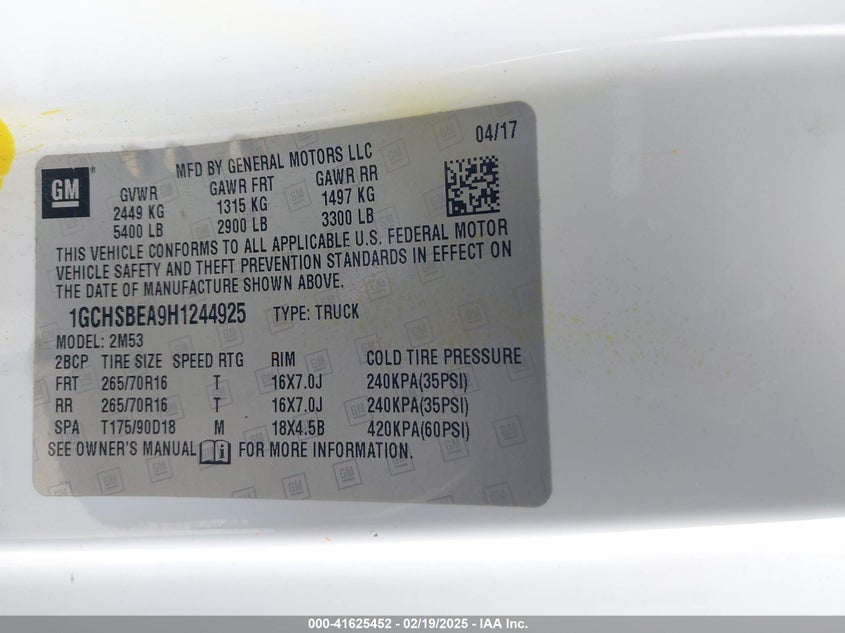 04/17
MFD BY GENERAL MOTORS LLC
GM®
GVWR GAWR FRT GAWR RR
2449 KG 1315 KG 1497 KG
5400 LB 2900 LB 3300 LB
THIS VEHICLE CONFORMS TO ALL APPLICABLE U.S. FEDERAL MOTOR
VEHICLE SAFETY AND THEFT PREVENTION STANDARDS IN EFFECT ON
THE DATE OF MANUFACTURE SHOWN ABOVE.
1GCHSBEA9H1244925 TYPE: TRUCK
MODEL: 2M53
2BCP TIRE SIZE SPEED RTG RIM COLD TIRE PRESSURE
FRT 265/70R16 T 16X7.0J 240KPA(35PSI)
RR 265/70R16 T 16X7.0J 240KPA(35PSI)
SPA T175/90D18 M 18X4.5B 420KPA(60PSI)
SEE OWNER'S MANUAL FOR MORE INFORMATION.
000-41625452 - 02/19/2025 - IAA Inc.